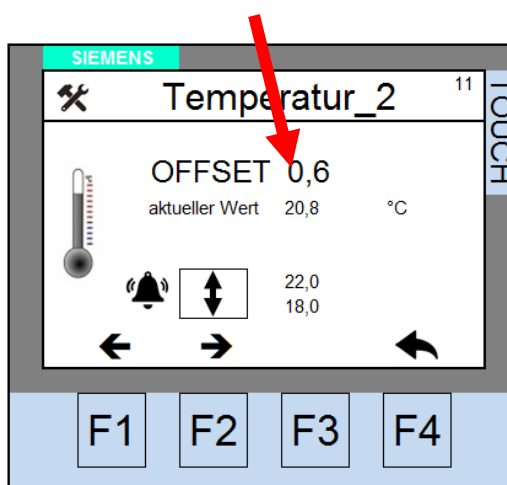 SIEMENS
Temperatur_2
11
TOUCH
OFFSET 0,6
aktueller Wert 20,8 °C
22,0
18,0
F1 F2 F3 F4